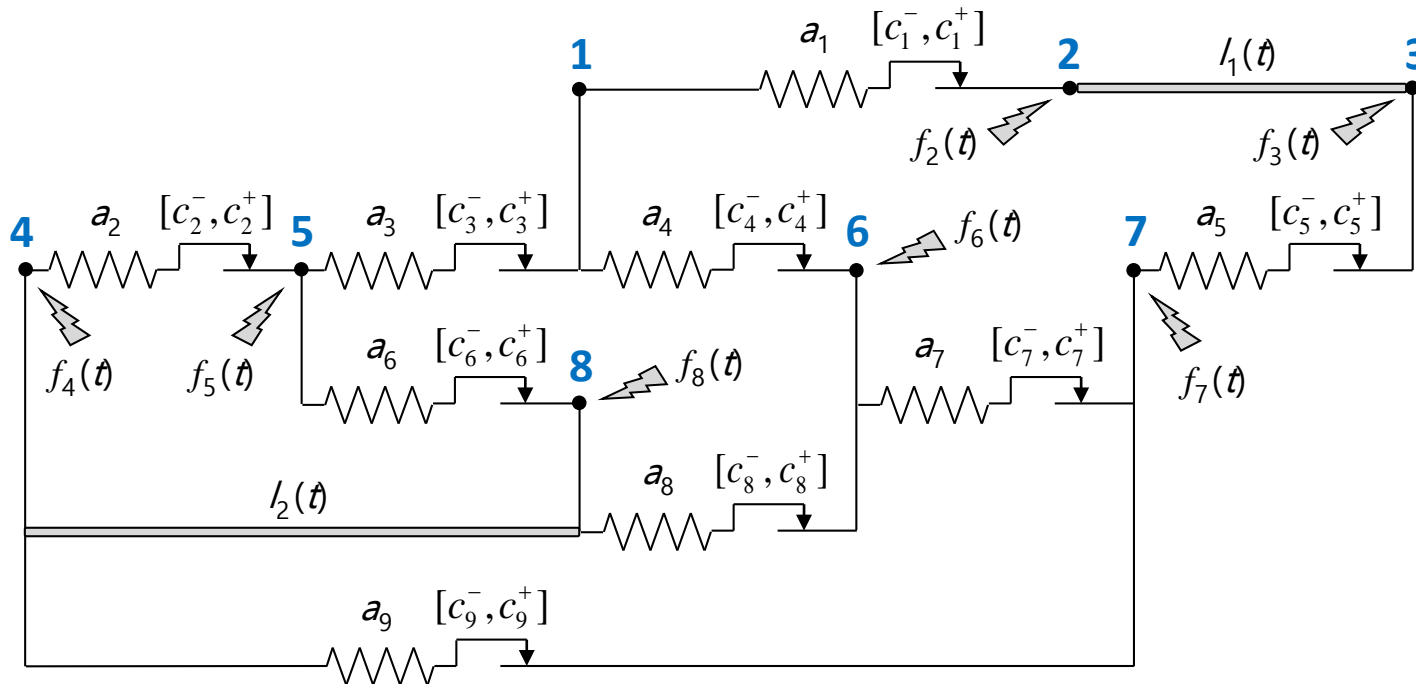 a₁ [c₁⁻, c₁⁺]
1 2 l₁(t) 3
f₂(t) f₃(t)
a₂ [c₂⁻, c₂⁺] a₃ [c₃⁻, c₃⁺] a₄ [c₄⁻, c₄⁺] a₅ [c₅⁻, c₅⁺]
4 5 6 f₆(t) 7
f₄(t) f₅(t) a₆ [c₆⁻, c₆⁺] 8 f₈(t) a₇ [c₇⁻, c₇⁺] f₇(t)
l₂(t) a₈ [c₈⁻, c₈⁺]
a₉ [c₉⁻, c₉⁺]